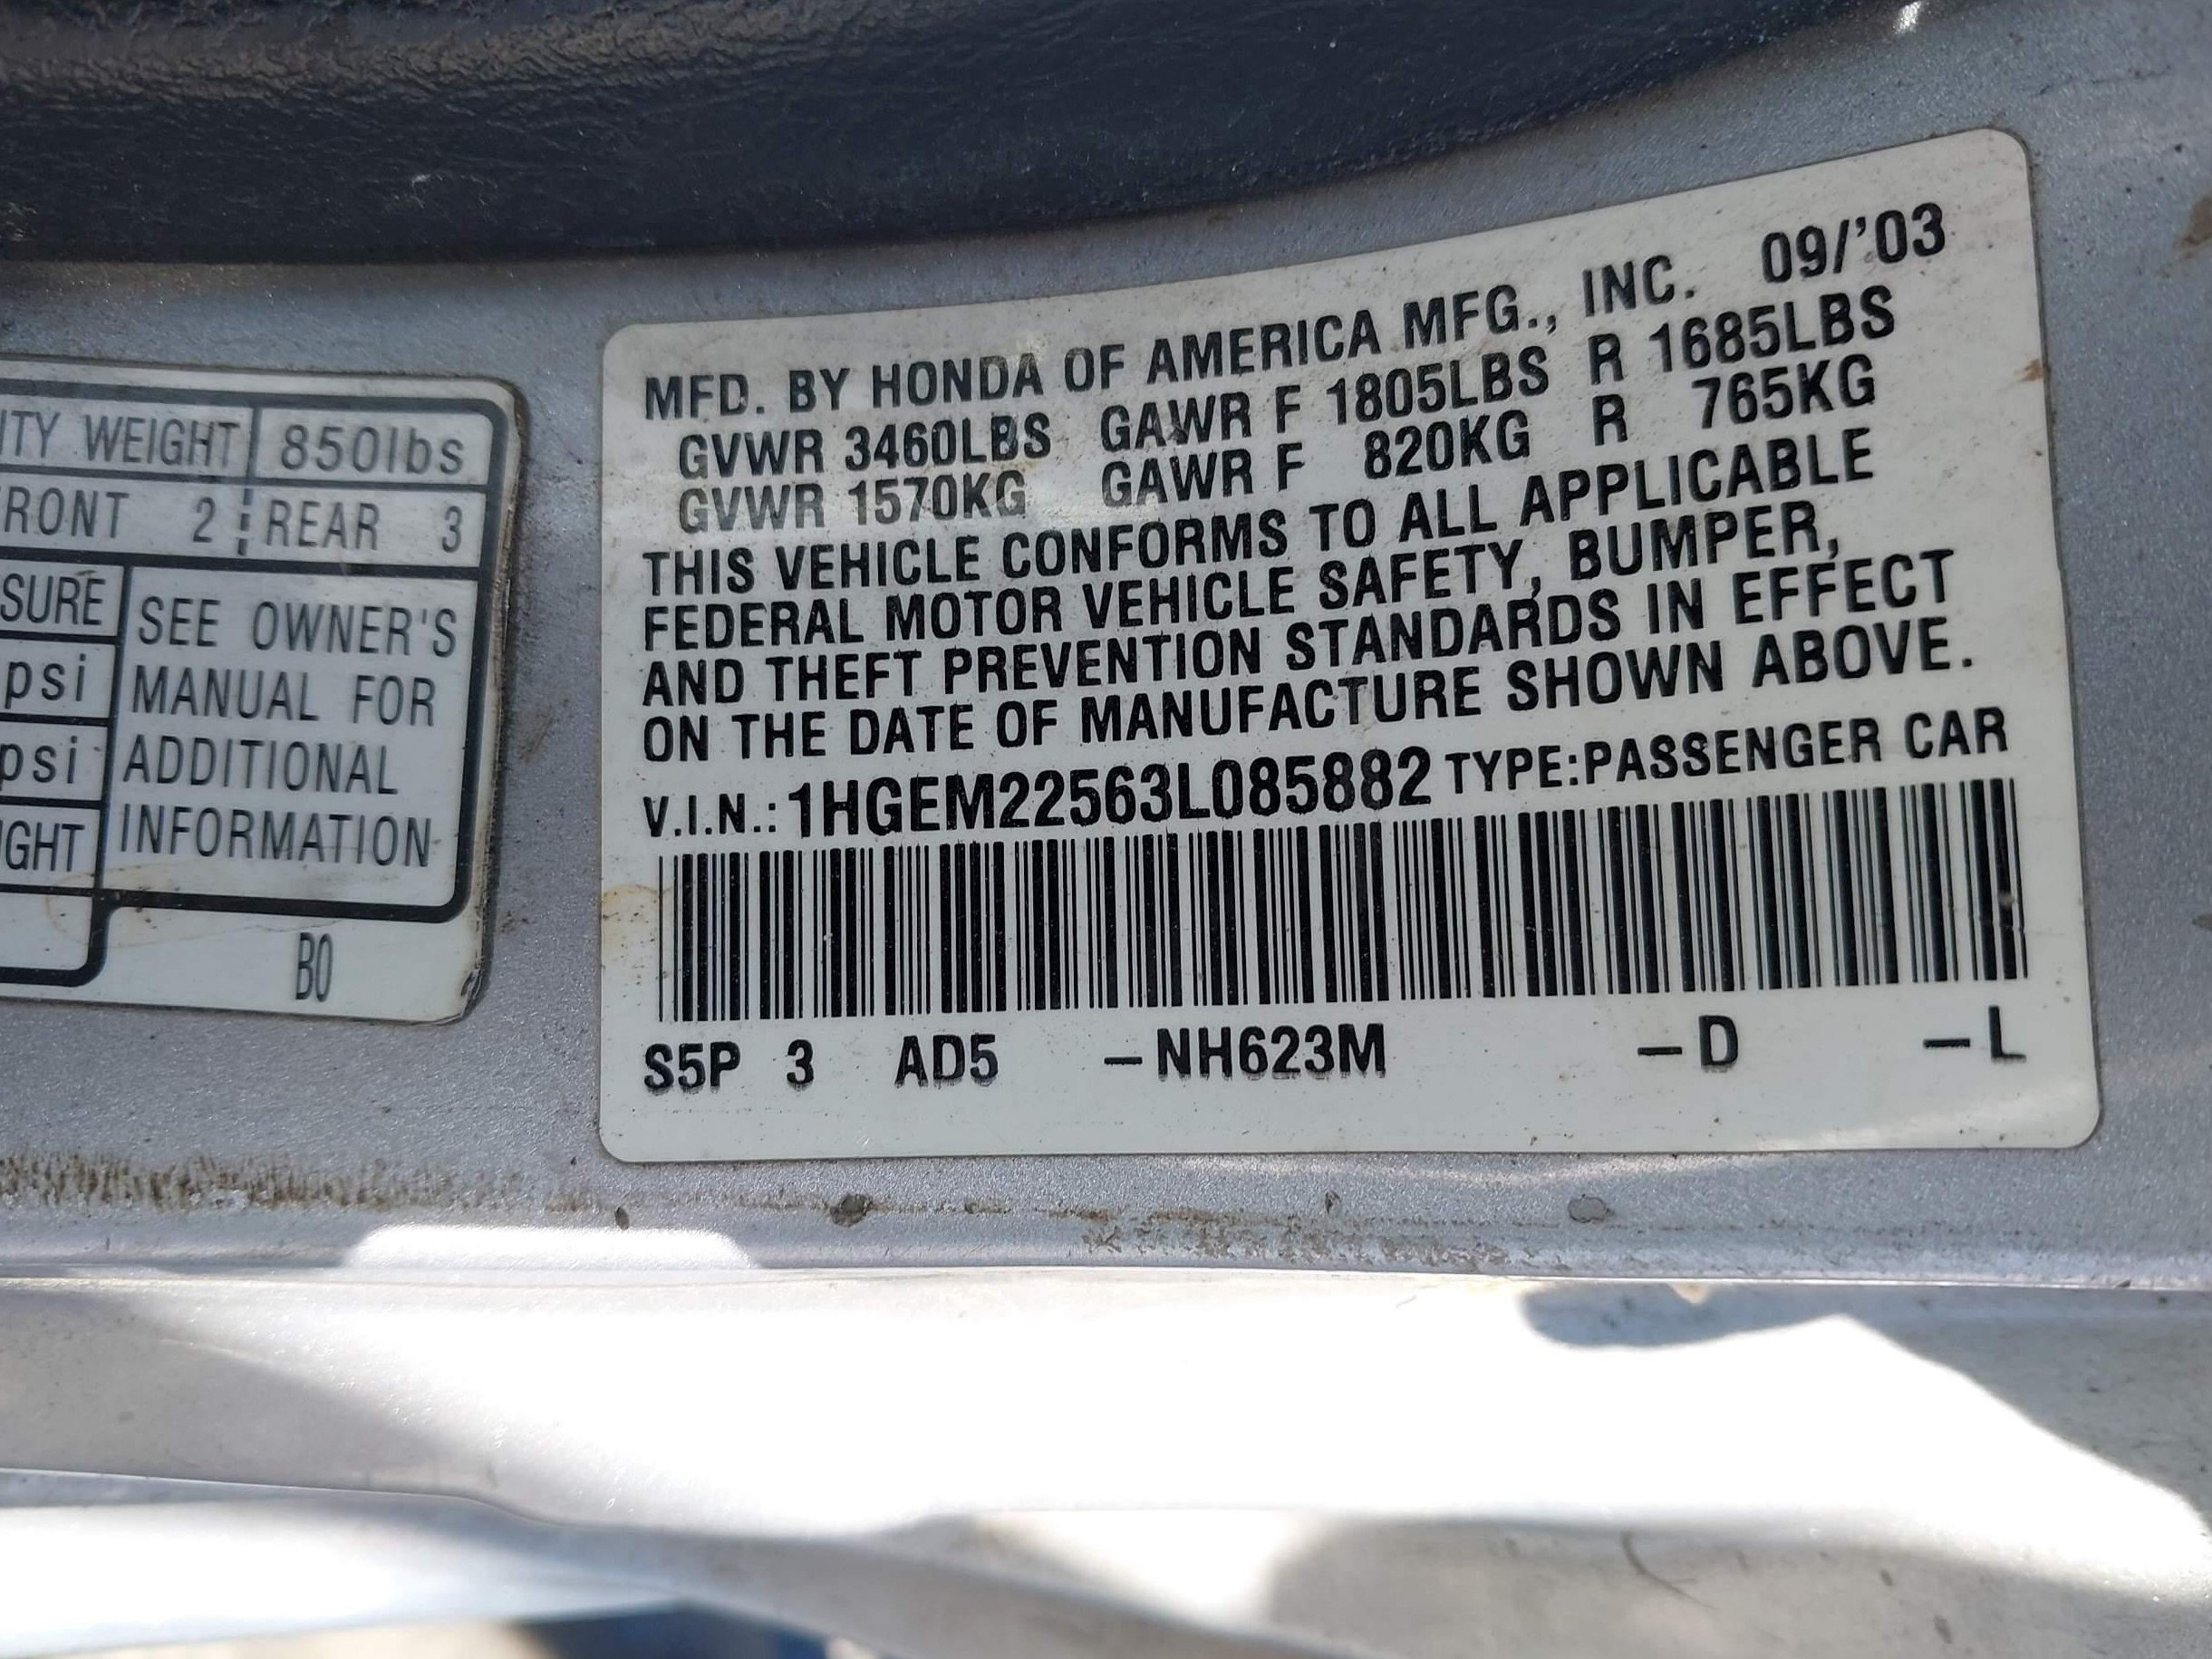 ITY WEIGHT 850lbs
RONT 2 REAR 3
SURE SEE OWNER'S
psi MANUAL FOR
psi ADDITIONAL
GHT INFORMATION
B0
MFD. BY HONDA OF AMERICA MFG., INC. 09/'03
GVWR 3460LBS GAWR F 1805LBS R 1685LBS
GVWR 1570KG GAWR F 820KG R 765KG
THIS VEHICLE CONFORMS TO ALL APPLICABLE
FEDERAL MOTOR VEHICLE SAFETY, BUMPER,
AND THEFT PREVENTION STANDARDS IN EFFECT
ON THE DATE OF MANUFACTURE SHOWN ABOVE.
V.I.N.: 1HGEM22563L085882 TYPE:PASSENGER CAR
S5P 3 AD5 –NH623M –D –L